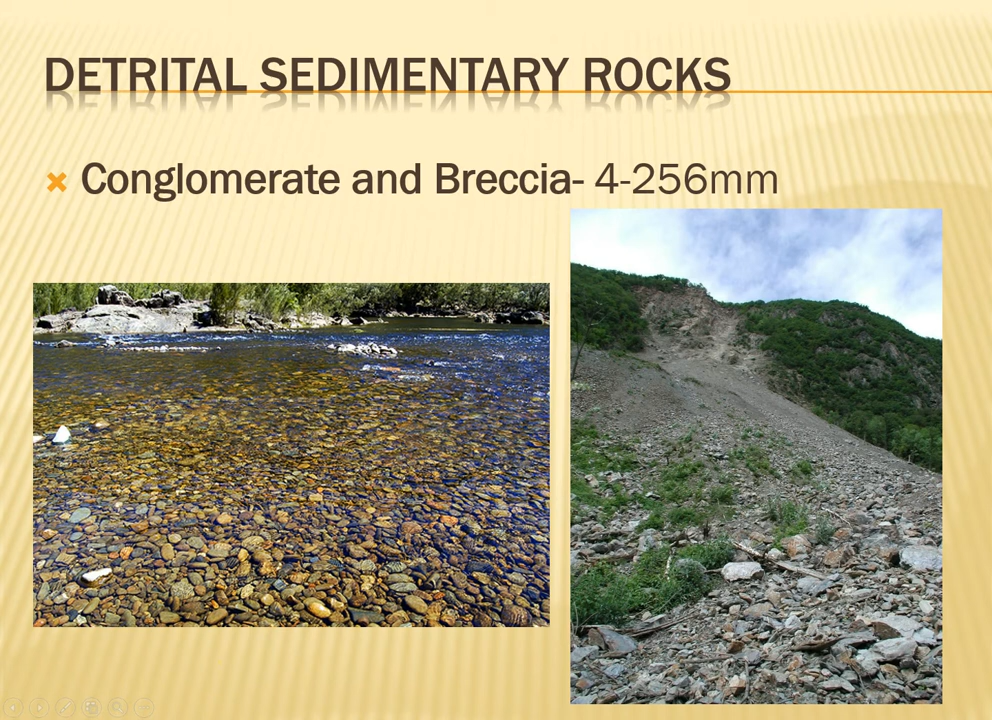 DETRITAL SEDIMENTARY ROCKS
Conglomerate and Breccia- 4-256mm